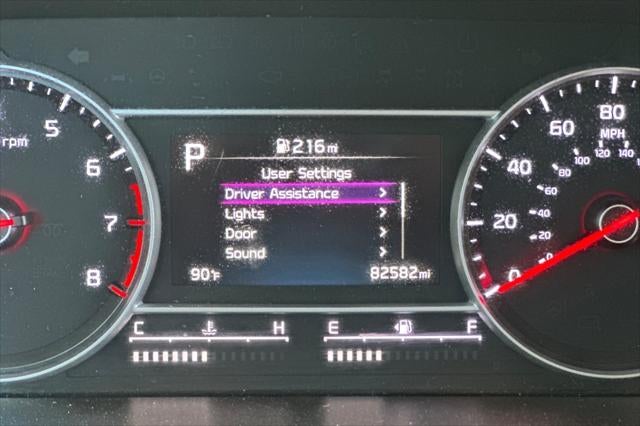 P
216 mi
User Settings
Driver Assistance >
Lights >
Door >
Sound >
90°F
82582 mi
rpm
5
6
7
8
80
60
MPH
40
20
0
140
120
100
80
60
40
20
0
C H
E F